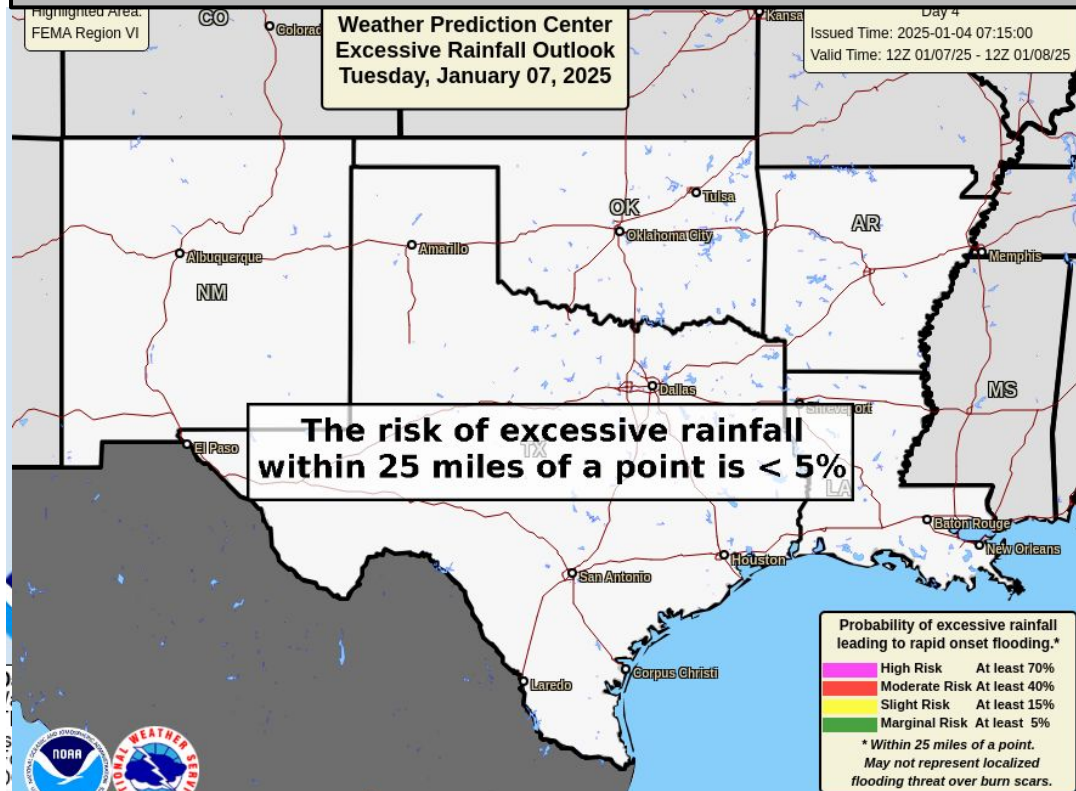 Highlighted Area:
FEMA Region VI
Weather Prediction Center
Excessive Rainfall Outlook
Tuesday, January 07, 2025
Day 4
Issued Time: 2025-01-04 07:15:00
Valid Time: 12Z 01/07/25 - 12Z 01/08/25
CO
Colorad
Kansa
Tulsa
OK
Oklahoma City
AR
Amarillo
Albuquerque
Memphis
NM
Dallas
MS
Shreveport
The risk of excessive rainfall
within 25 miles of a point is < 5%
El Paso
TX
LA
Baton Rouge
New Orleans
Houston
San Antonio
Corpus Christi
Laredo
Probability of excessive rainfall
leading to rapid onset flooding.*
High Risk At least 70%
Moderate Risk At least 40%
Slight Risk At least 15%
Marginal Risk At least 5%
* Within 25 miles of a point.
May not represent localized
flooding threat over burn scars.
NOAA